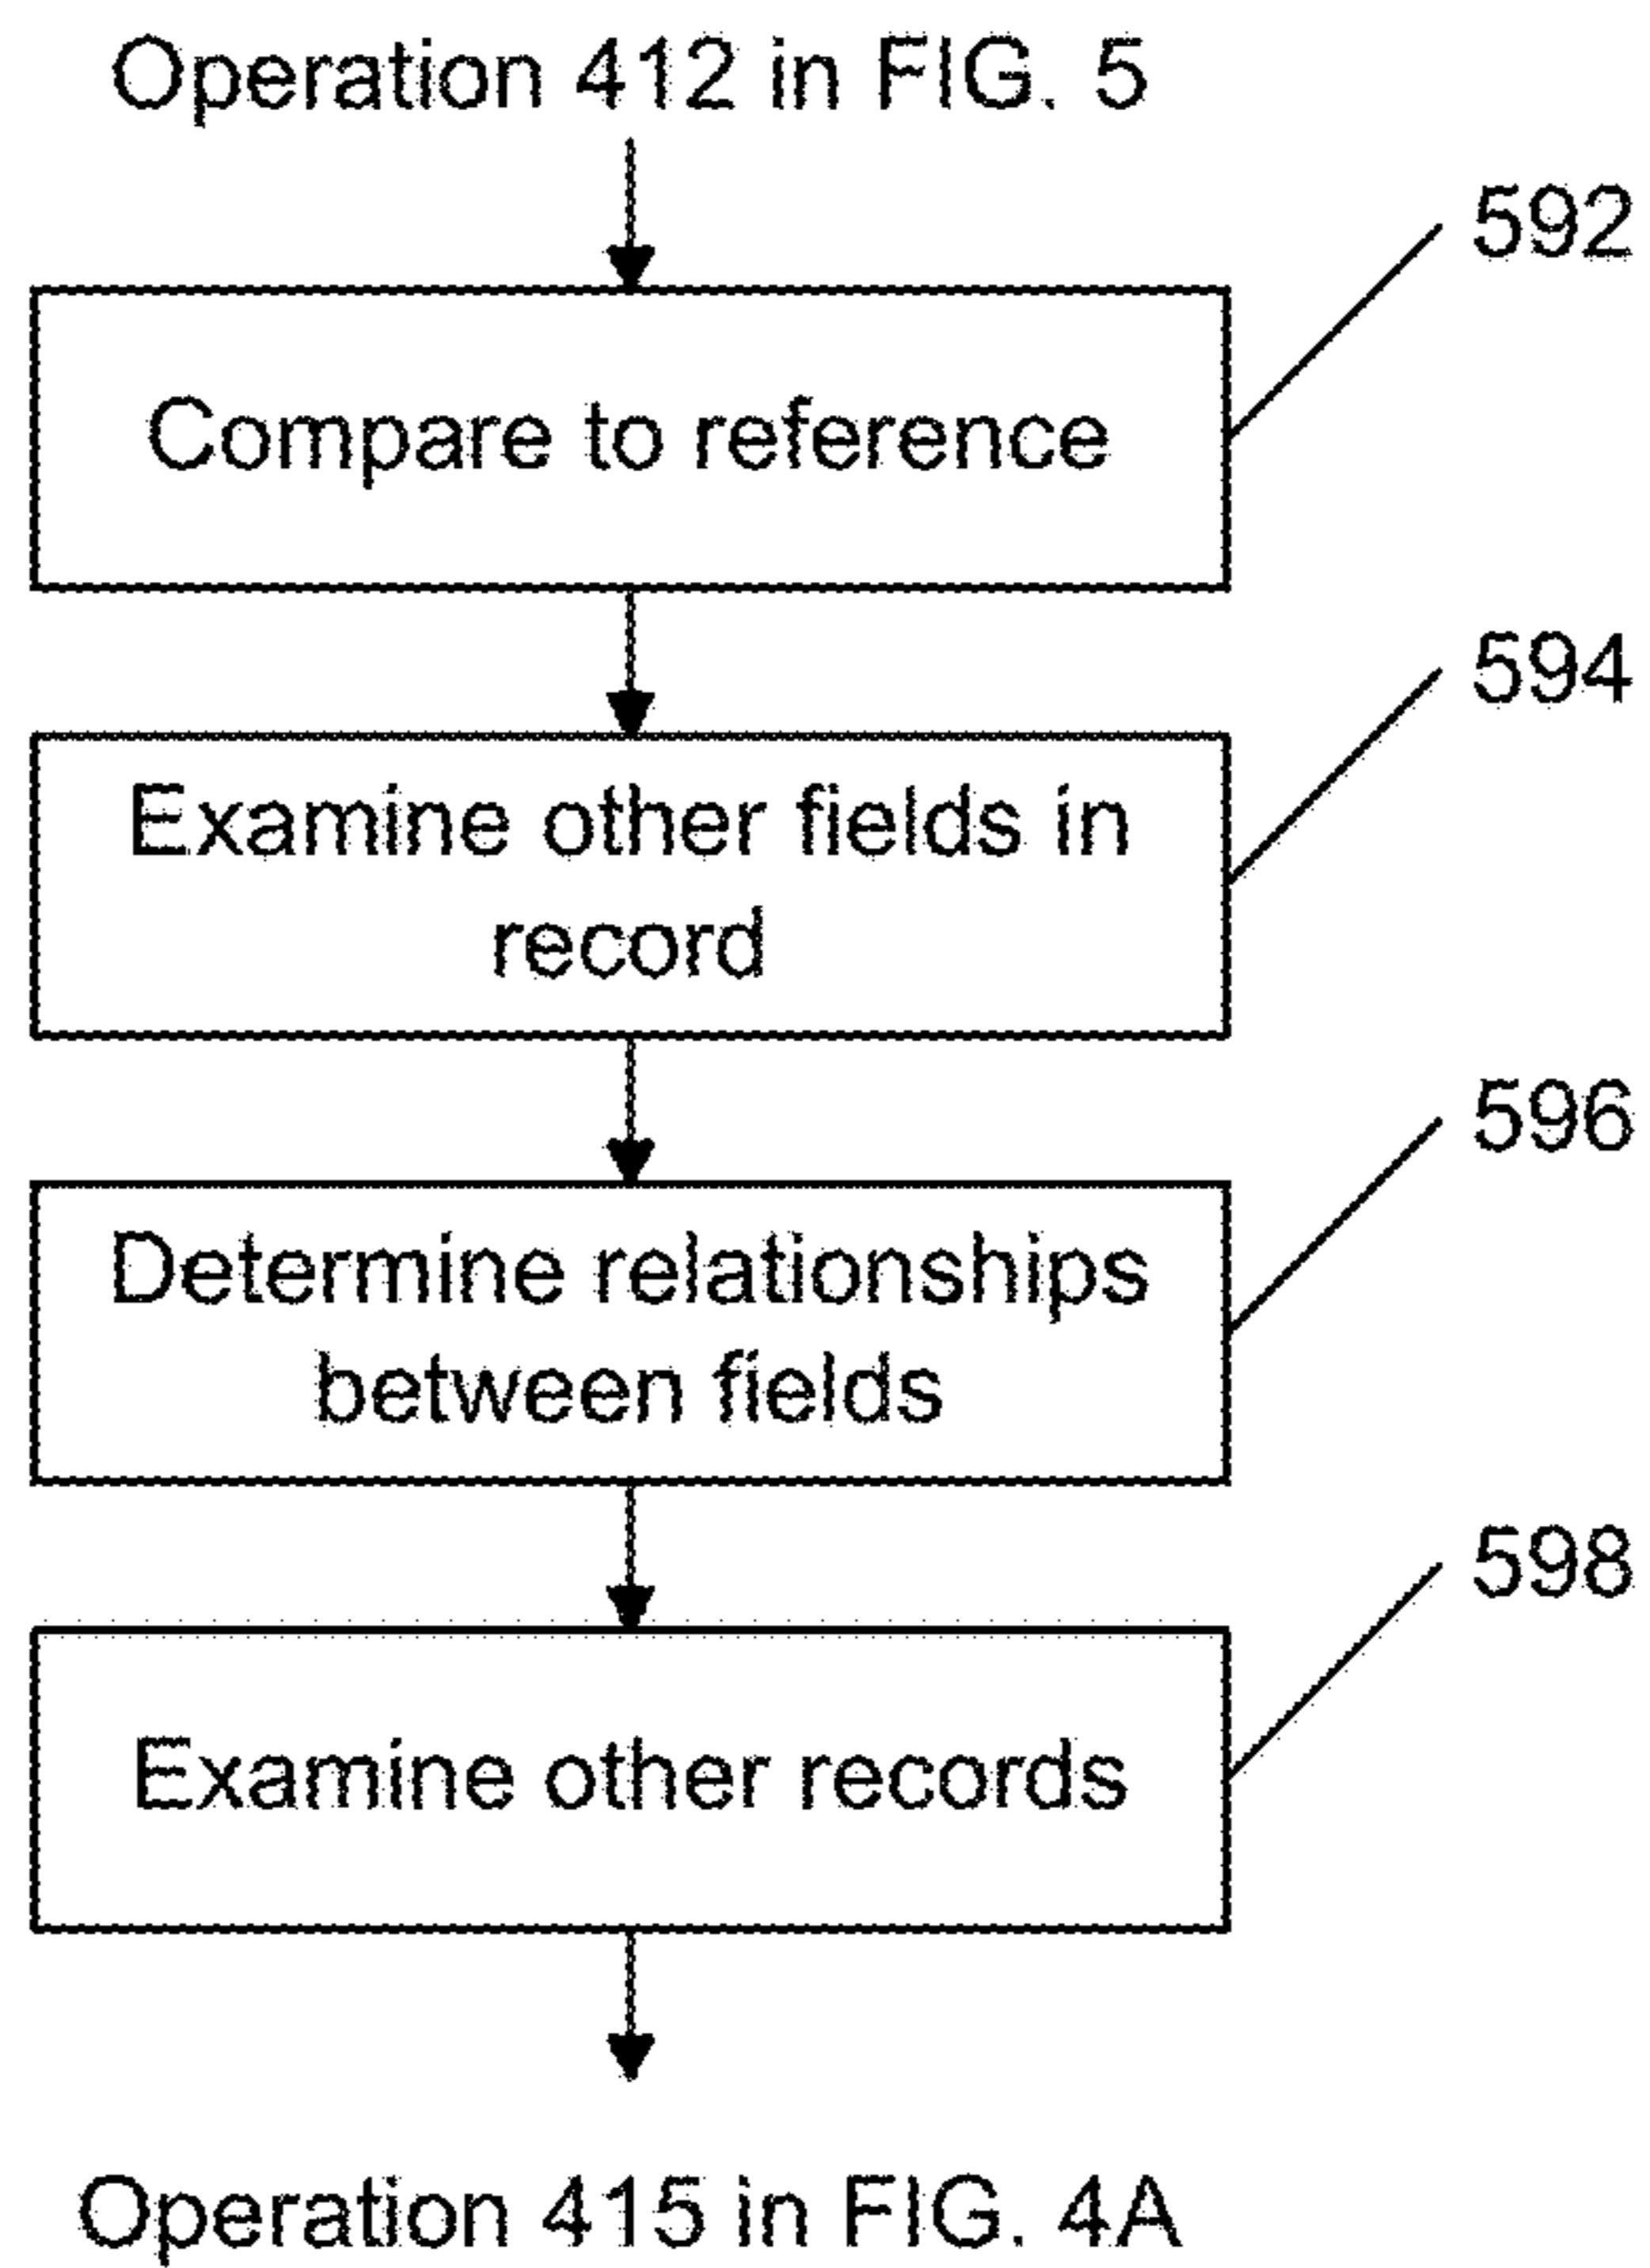 Operation 412 in FIG. 5
592
Compare to reference
594
Examine other fields in
record
596
Determine relationships
between fields
598
Examine other records
Operation 415 in FIG. 4A